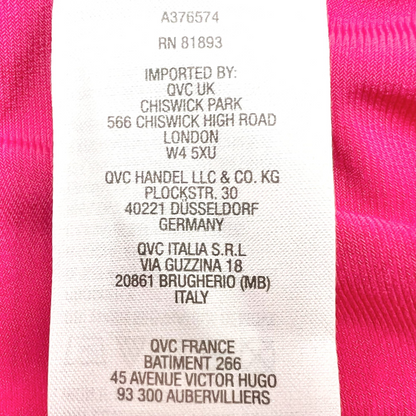 A376574
RN 81893
IMPORTED BY:
QVC UK
CHISWICK PARK
566 CHISWICK HIGH ROAD
LONDON
W4 5XU
QVC HANDEL LLC & CO. KG
PLOCKSTR. 30
40221 DÜSSELDORF
GERMANY
QVC ITALIA S.R.L
VIA GUZZINA 18
20861 BRUGHERIO (MB)
ITALY
QVC FRANCE
BATIMENT 266
45 AVENUE VICTOR HUGO
93 300 AUBERVILLIERS